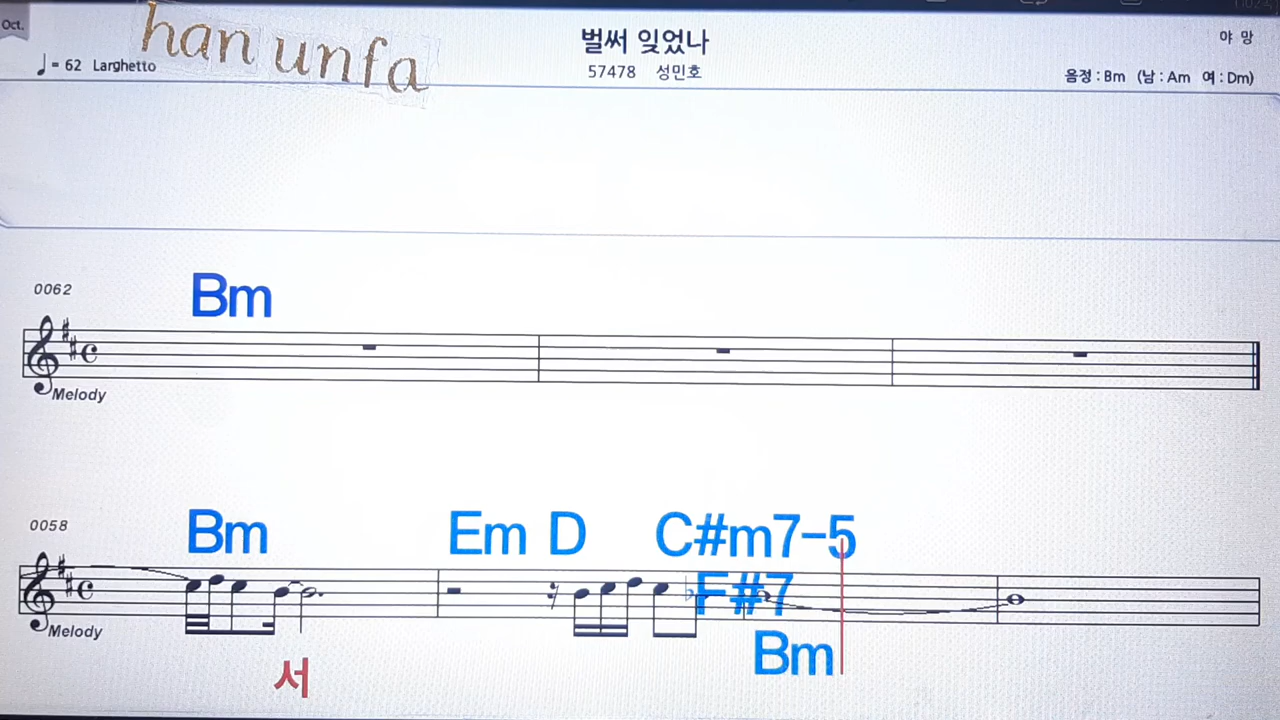 Oct.
han unfa
♩= 62 Larghetto
벌써 잊었나
57478 성민호
야 망
음정 : Bm (남 : Am 여 : Dm)
0062
Bm
Melody
0058
Bm Em D C#m7-5
F#7
Melody
Bm
서